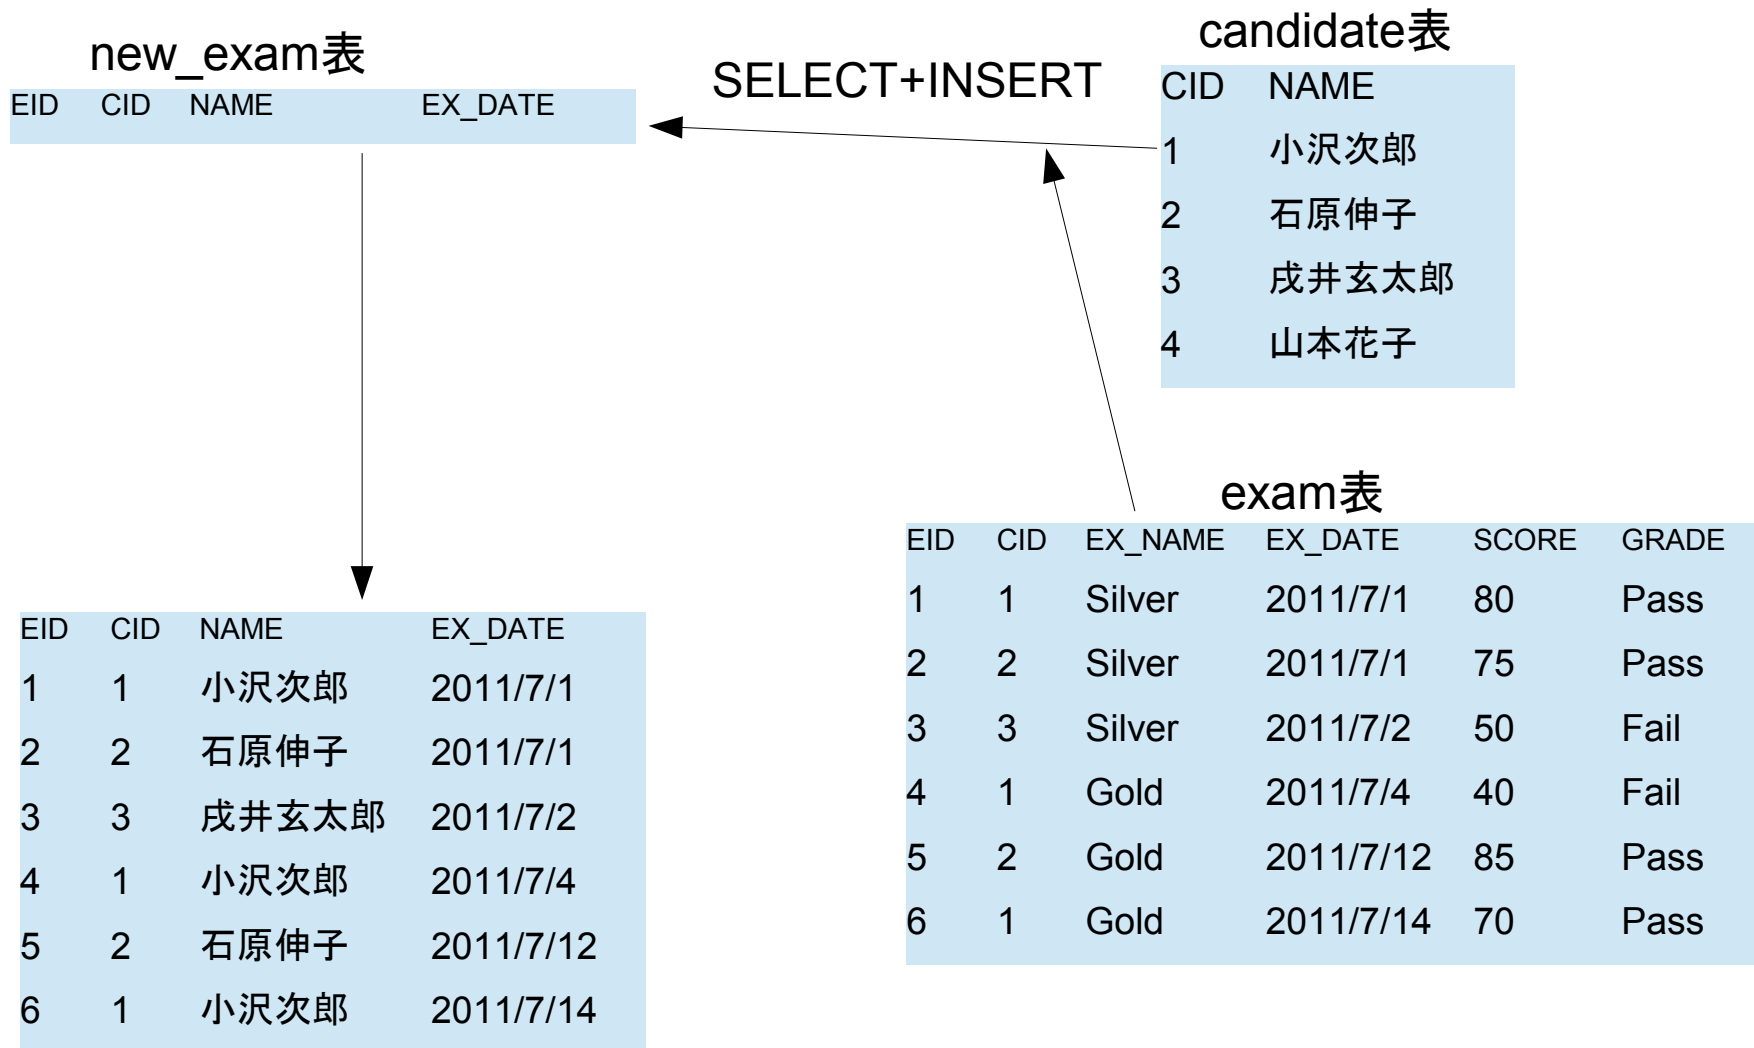 new_exam表
EID CID NAME EX_DATE
SELECT+INSERT
candidate表
CID NAME
1 小沢次郎
2 石原伸子
3 戌井玄太郎
4 山本花子
exam表
EID CID EX_NAME EX_DATE SCORE GRADE
1 1 Silver 2011/7/1 80 Pass
2 2 Silver 2011/7/1 75 Pass
3 3 Silver 2011/7/2 50 Fail
4 1 Gold 2011/7/4 40 Fail
5 2 Gold 2011/7/12 85 Pass
6 1 Gold 2011/7/14 70 Pass
EID CID NAME EX_DATE
1 1 小沢次郎 2011/7/1
2 2 石原伸子 2011/7/1
3 3 戌井玄太郎 2011/7/2
4 1 小沢次郎 2011/7/4
5 2 石原伸子 2011/7/12
6 1 小沢次郎 2011/7/14